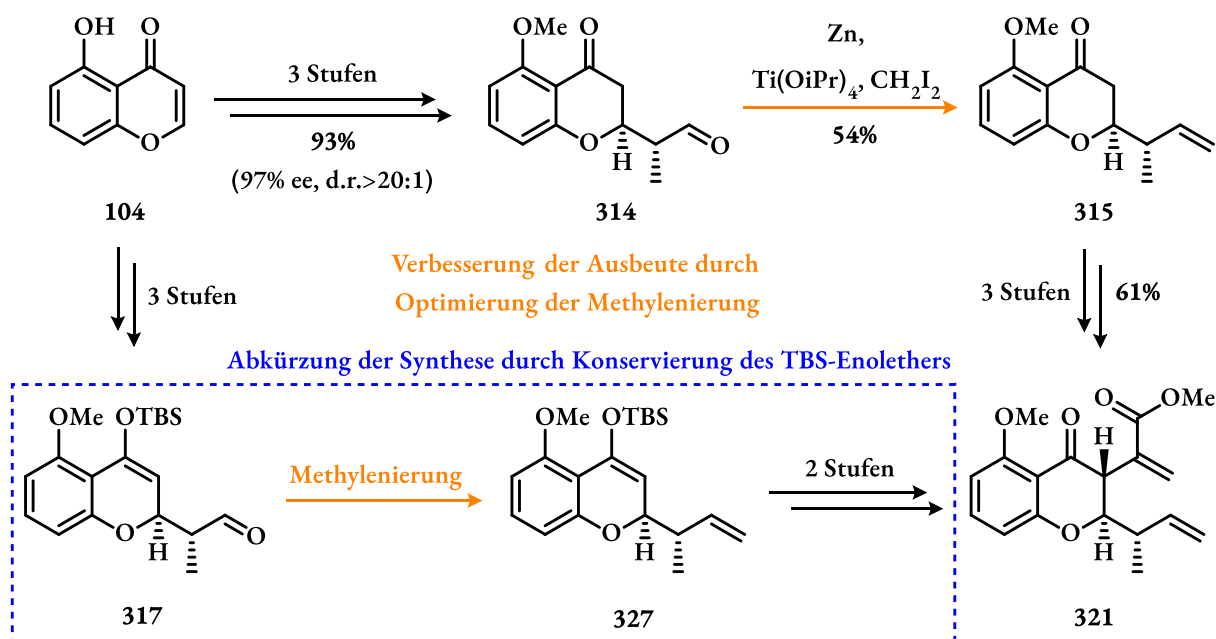 OH O
O
104
3 Stufen
93%
(97% ee, d.r.>20:1)
OMe O
O H O
314
Zn,
Ti(OiPr)4, CH2I2
54%
OMe O
O H
315
3 Stufen
Verbesserung der Ausbeute durch
Optimierung der Methylenierung
3 Stufen 61%
Abkürzung der Synthese durch Konservierung des TBS-Enolethers
OMe OTBS
O H O
317
Methylenierung
OMe OTBS
O H
327
2 Stufen
O OMe
OMe O H
O H
321